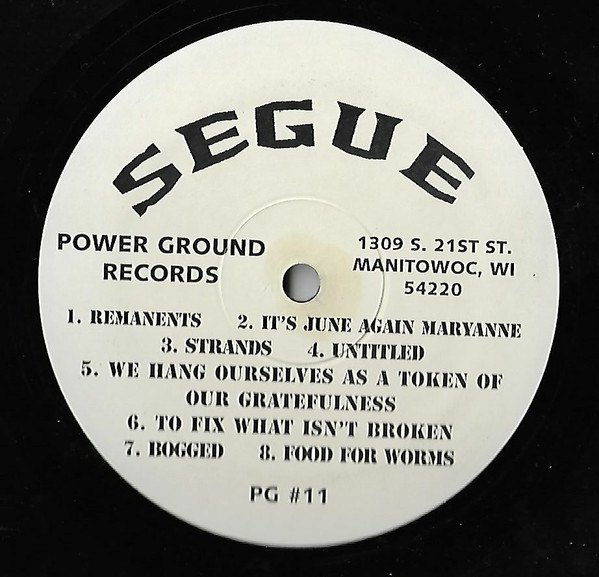 SEGUE
POWER GROUND
RECORDS
1309 S. 21ST ST.
MANITOWOC, WI
54220
1. REMANENTS 2. IT'S JUNE AGAIN MARYANNE
3. STRANDS 4. UNTITLED
5. WE HANG OURSELVES AS A TOKEN OF
OUR GRATEFULNESS
6. TO FIX WHAT ISN'T BROKEN
7. BOGGED 8. FOOD FOR WORMS
PG #11